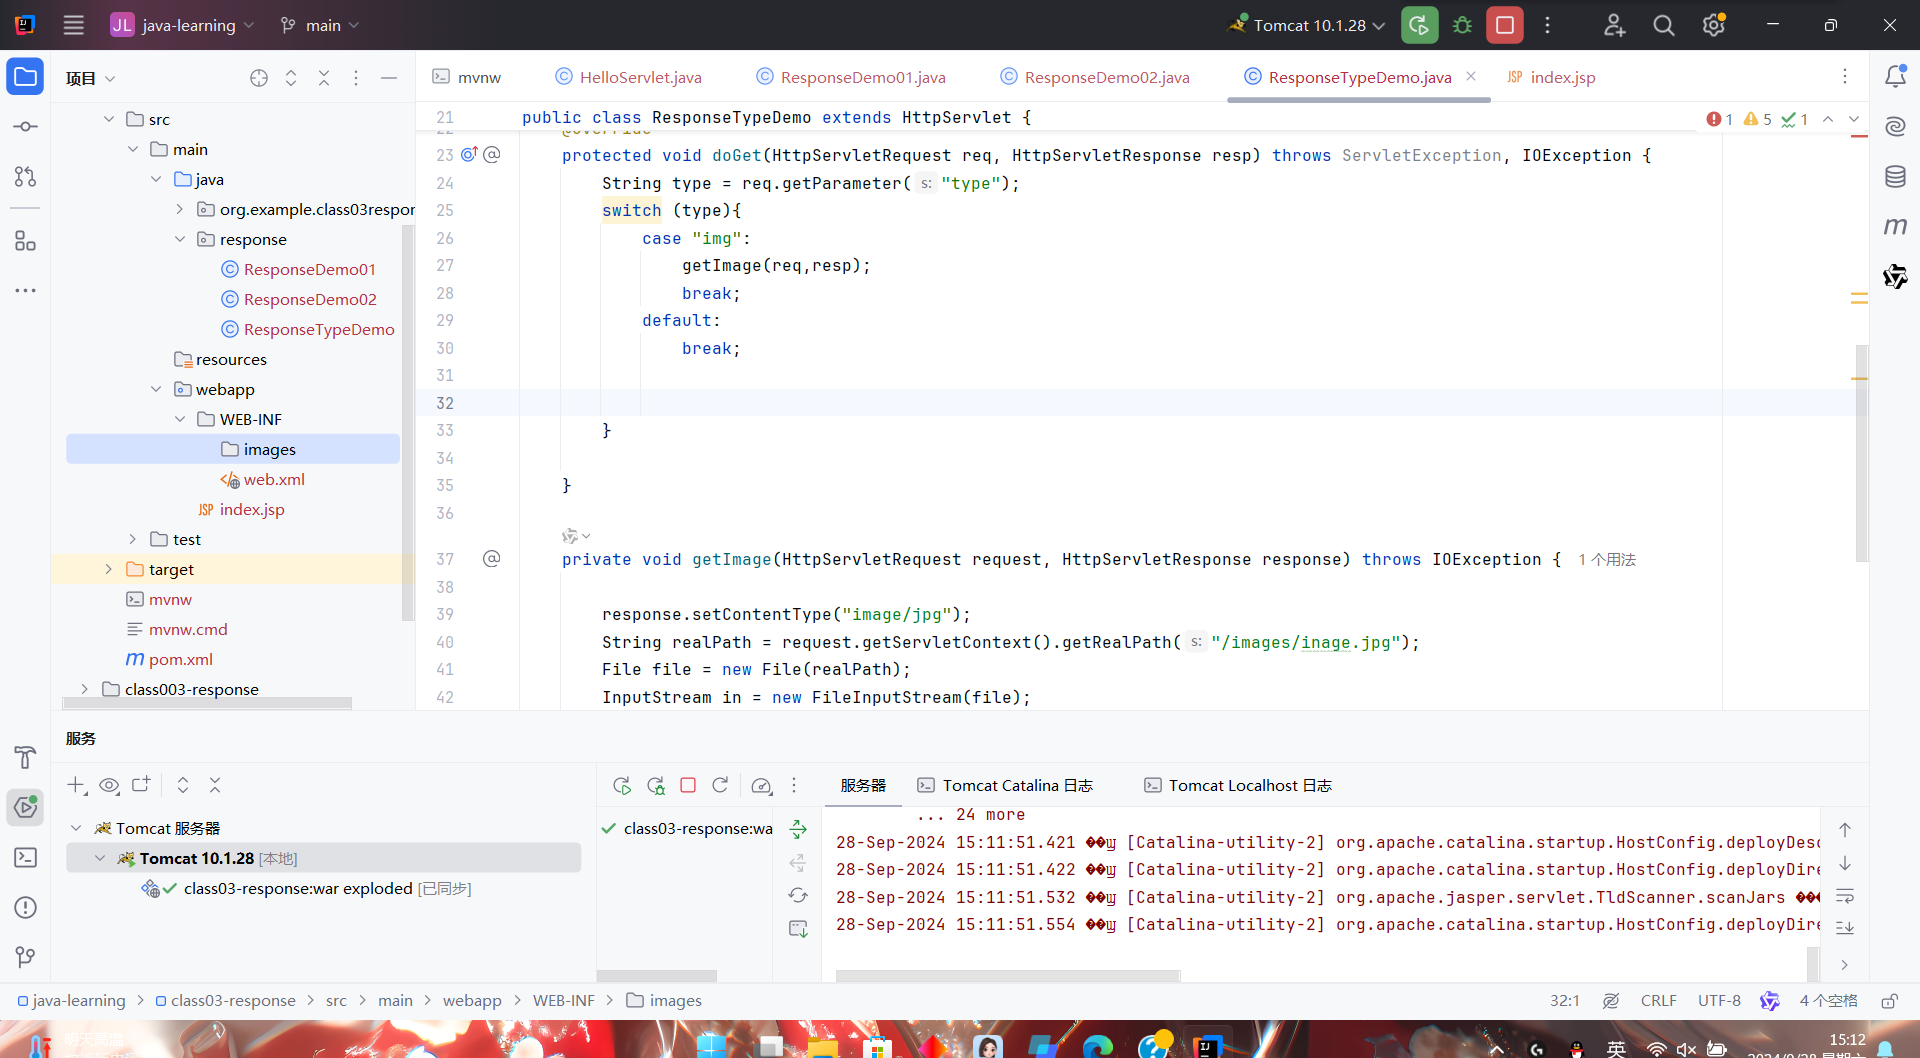 JL java-learning main Tomcat 10.1.28
项目
mvnw HelloServlet.java ResponseDemo01.java ResponseDemo02.java ResponseTypeDemo.java JSP index.jsp
src
main
java
org.example.class03respor
response
ResponseDemo01
ResponseDemo02
ResponseTypeDemo
resources
webapp
WEB-INF
images
web.xml
JSP index.jsp
test
target
mvnw
mvnw.cmd
m pom.xml
class003-response
21 public class ResponseTypeDemo extends HttpServlet {
1 5 1
22 @Override
23 protected void doGet(HttpServletRequest req, HttpServletResponse resp) throws ServletException, IOException {
24 String type = req.getParameter( s: "type");
25 switch (type){
26 case "img":
27 getImage(req,resp);
28 break;
29 default:
30 break;
31
32
33 }
34
35 }
36
37 private void getImage(HttpServletRequest request, HttpServletResponse response) throws IOException { 1 个用法
38
39 response.setContentType("image/jpg");
40 String realPath = request.getServletContext().getRealPath( s: "/images/inage.jpg");
41 File file = new File(realPath);
42 InputStream in = new FileInputStream(file);
m
服务
服务器 Tomcat Catalina 日志 Tomcat Localhost 日志
Tomcat 服务器
Tomcat 10.1.28 [本地]
class03-response:war exploded [已同步]
class03-response:wa
... 24 more
28-Sep-2024 15:11:51.421 [Catalina-utility-2] org.apache.catalina.startup.HostConfig.deployDesc
28-Sep-2024 15:11:51.422 [Catalina-utility-2] org.apache.catalina.startup.HostConfig.deployDire
28-Sep-2024 15:11:51.532 [Catalina-utility-2] org.apache.jasper.servlet.TldScanner.scanJars
28-Sep-2024 15:11:51.554 [Catalina-utility-2] org.apache.catalina.startup.HostConfig.deployDire
java-learning > class03-response > src > main > webapp > WEB-INF > images
32:1 CRLF UTF-8 4 个空格
明天高温
英
15:12